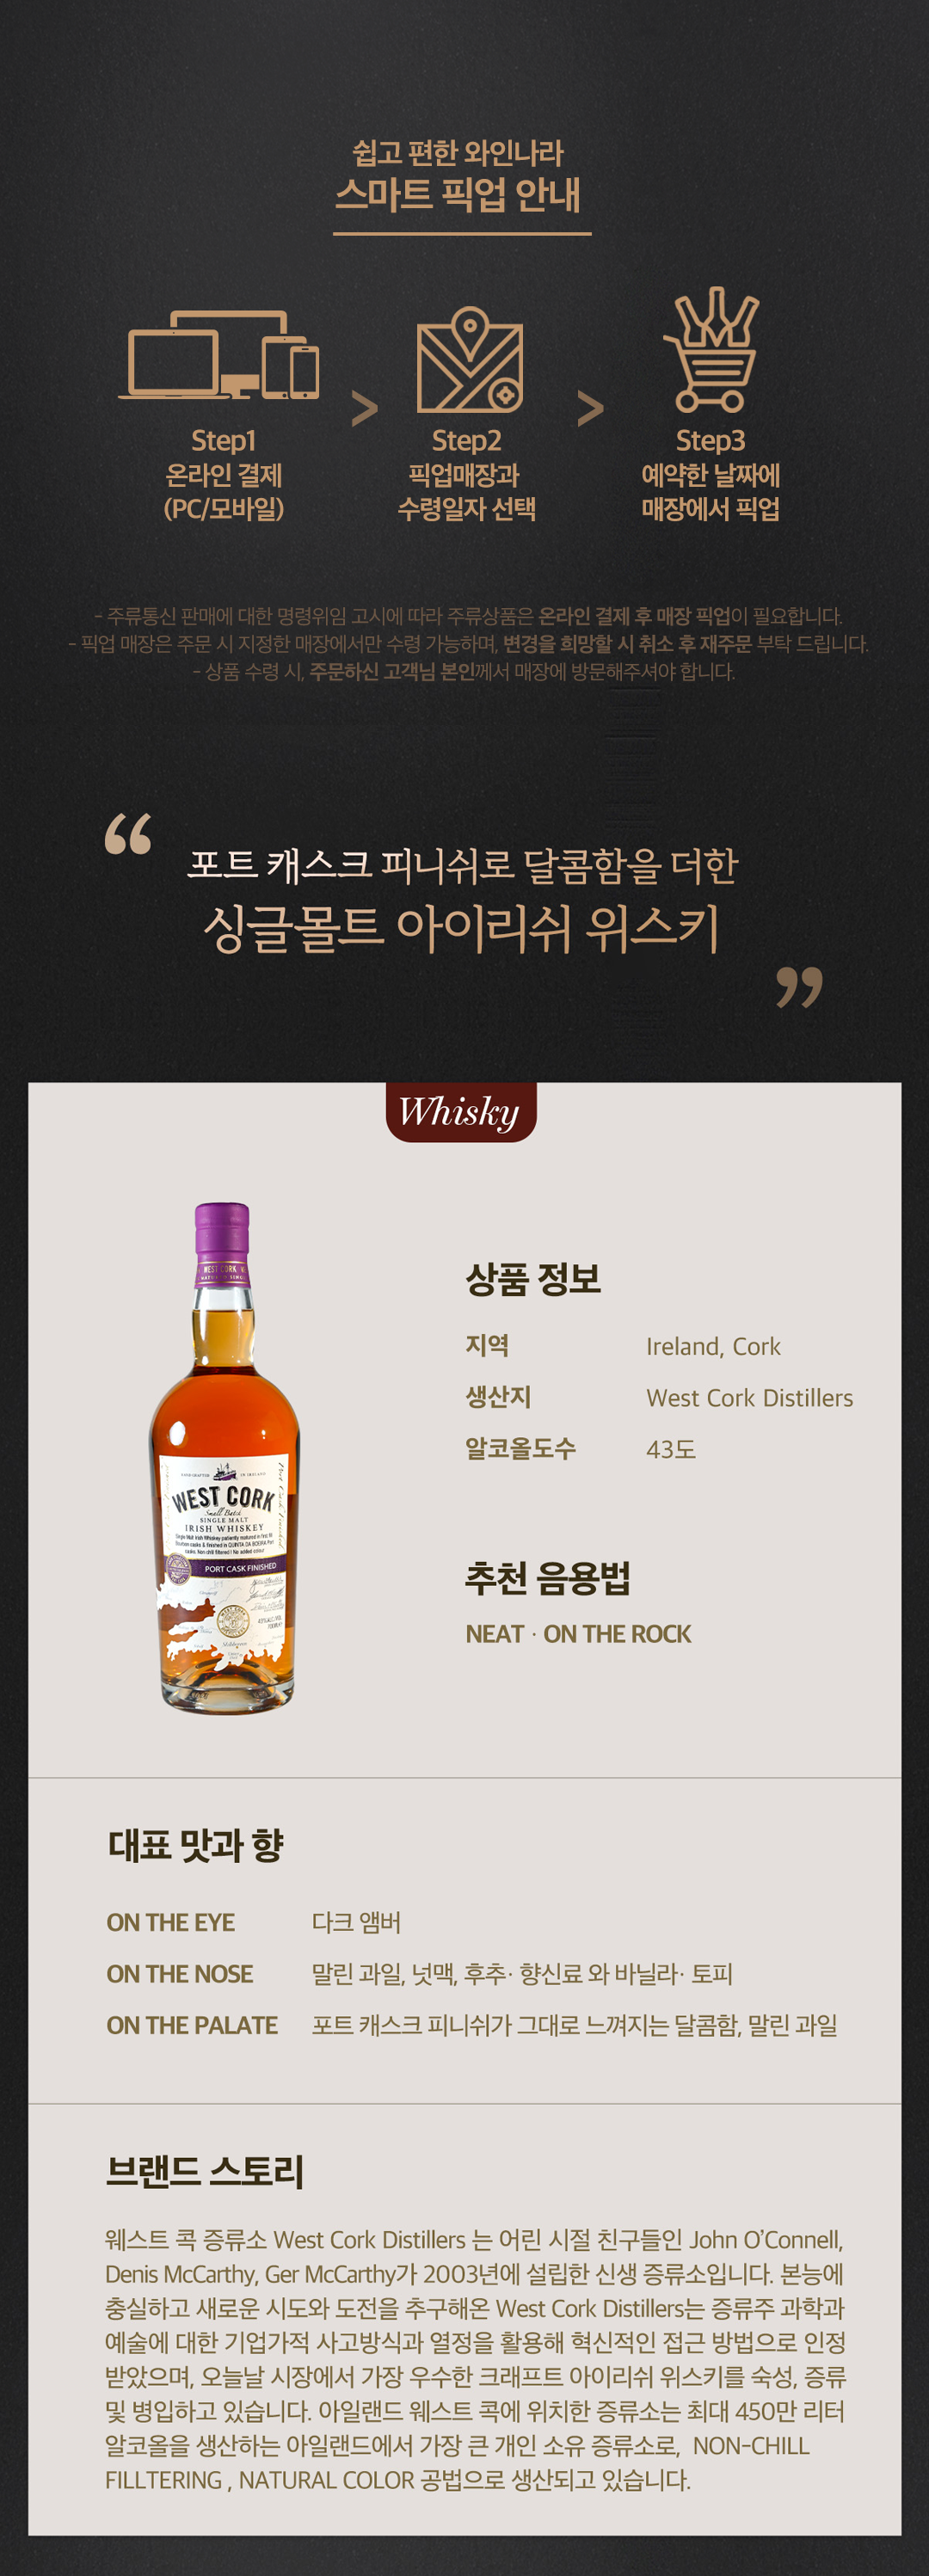 쉽고 편한 와인나라
스마트 픽업 안내
Step1
온라인 결제
(PC/모바일)
>
Step2
픽업매장과
수령일자 선택
>
Step3
예약한 날짜에
매장에서 픽업
- 주류통신 판매에 대한 명령위임 고시에 따라 주류상품은 온라인 결제 후 매장 픽업이 필요합니다.
- 픽업 매장은 주문 시 지정한 매장에서만 수령 가능하며, 변경을 희망할 시 취소 후 재주문 부탁 드립니다.
- 상품 수령 시, 주문하신 고객님 본인께서 매장에 방문해주셔야 합니다.
“ 포트 캐스크 피니쉬로 달콤함을 더한
싱글몰트 아이리쉬 위스키 ”
Whisky
WEST CORK
WEST CORK
Small Batch
SINGLE MALT
IRISH WHISKEY
Single Malt Irish Whiskey patiently matured in First fill
Bourbon casks & finished in QUINTA DA BOEIRA Port
casks. Non chill filtered / No added colour
PORT CASK FINISHED
상품 정보
지역 Ireland, Cork
생산지 West Cork Distillers
알코올도수 43도
추천 음용법
NEAT · ON THE ROCK
대표 맛과 향
ON THE EYE 다크 앰버
ON THE NOSE 말린 과일, 넛맥, 후추· 향신료 와 바닐라· 토피
ON THE PALATE 포트 캐스크 피니쉬가 그대로 느껴지는 달콤함, 말린 과일
브랜드 스토리
웨스트 콕 증류소 West Cork Distillers 는 어린 시절 친구들인 John O’Connell,
Denis McCarthy, Ger McCarthy가 2003년에 설립한 신생 증류소입니다. 본능에
충실하고 새로운 시도와 도전을 추구해온 West Cork Distillers는 증류주 과학과
예술에 대한 기업가적 사고방식과 열정을 활용해 혁신적인 접근 방법으로 인정
받았으며, 오늘날 시장에서 가장 우수한 크래프트 아이리쉬 위스키를 숙성, 증류
및 병입하고 있습니다. 아일랜드 웨스트 콕에 위치한 증류소는 최대 450만 리터
알코올을 생산하는 아일랜드에서 가장 큰 개인 소유 증류소로, NON-CHILL
FILLTERING , NATURAL COLOR 공법으로 생산되고 있습니다.